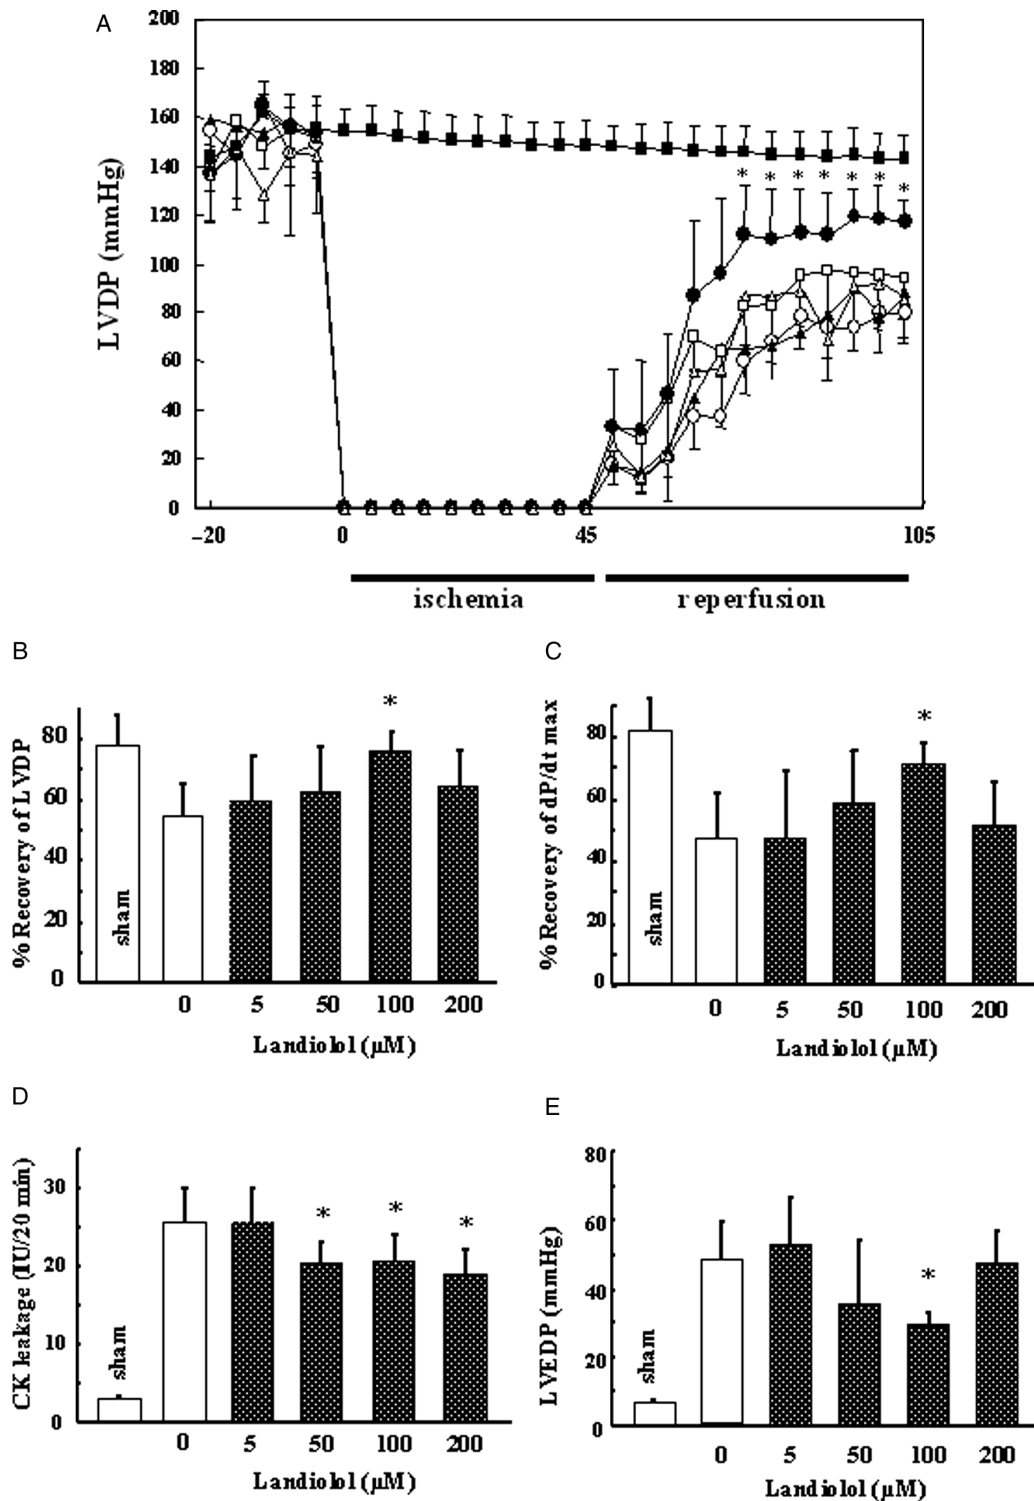 A
LVDP (mmHg)
200
180
160
140
120
100
80
60
40
20
0
* * * * * * *
–20 0 45 105
ischemia reperfusion
B
% Recovery of LVDP
80
60
40
20
0
sham
*
0 5 50 100 200
Landiolol (µM)
C
% Recovery of dP/dt max
80
60
40
20
0
sham
*
0 5 50 100 200
Landiolol (µM)
D
CK leakage (IU/20 min)
30
20
10
0
sham
* * *
0 5 50 100 200
Landiolol (µM)
E
LVEDP (mmHg)
80
60
40
20
0
sham
*
0 5 50 100 200
Landiolol (µM)